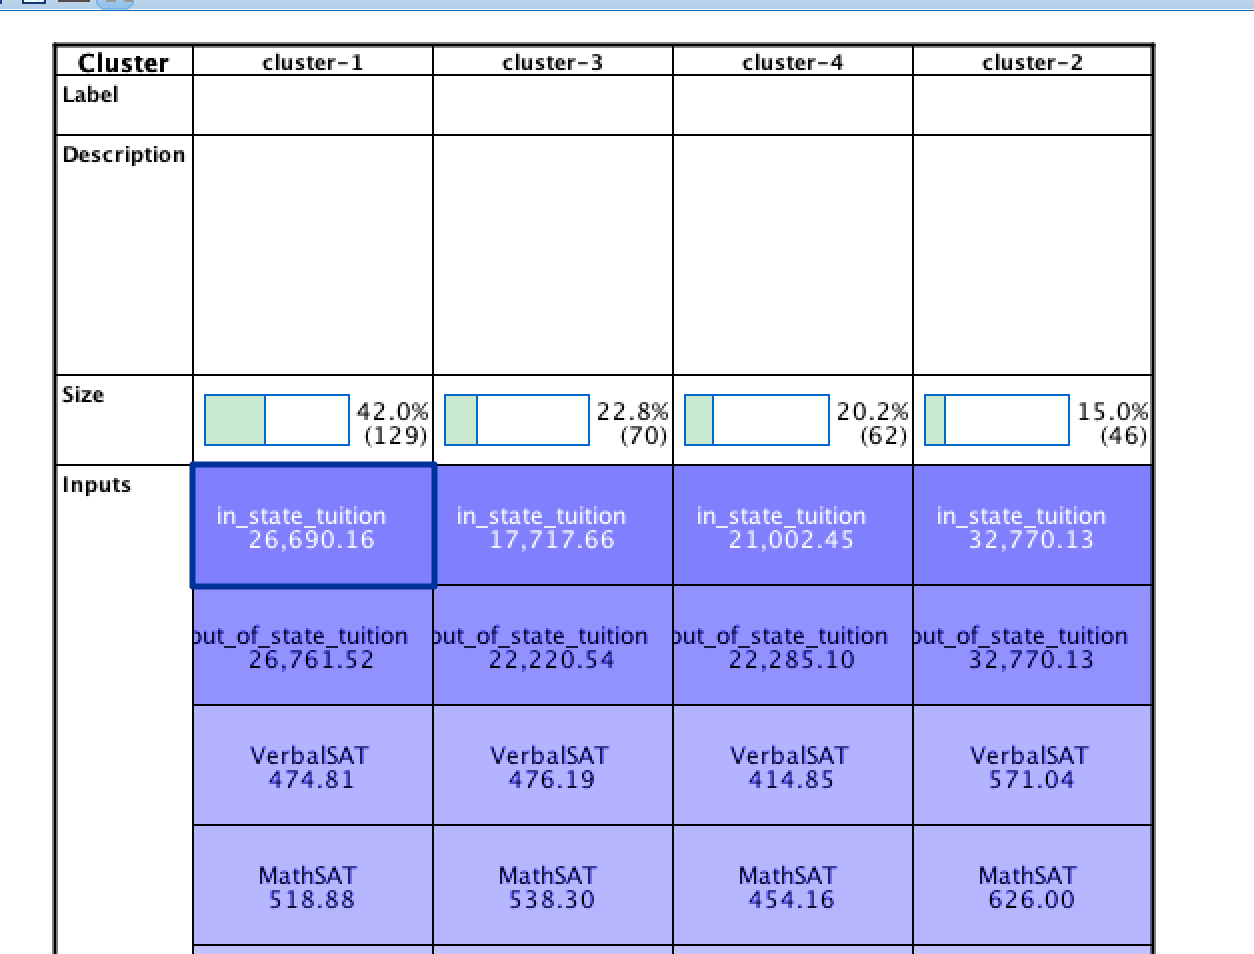 Cluster cluster-1 cluster-3 cluster-4 cluster-2
Label
Description
Size 42.0% (129) 22.8% (70) 20.2% (62) 15.0% (46)
Inputs
in_state_tuition in_state_tuition in_state_tuition in_state_tuition
26,690.16 17,717.66 21,002.45 32,770.13
out_of_state_tuition out_of_state_tuition out_of_state_tuition out_of_state_tuition
26,761.52 22,220.54 22,285.10 32,770.13
VerbalSAT VerbalSAT VerbalSAT VerbalSAT
474.81 476.19 414.85 571.04
MathSAT MathSAT MathSAT MathSAT
518.88 538.30 454.16 626.00